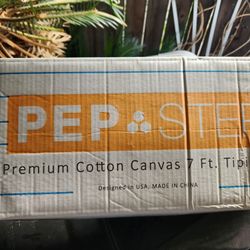 PEP STE
Premium Cotton Canvas 7 Ft. Tipi
Designed in USA, MADE IN CHINA